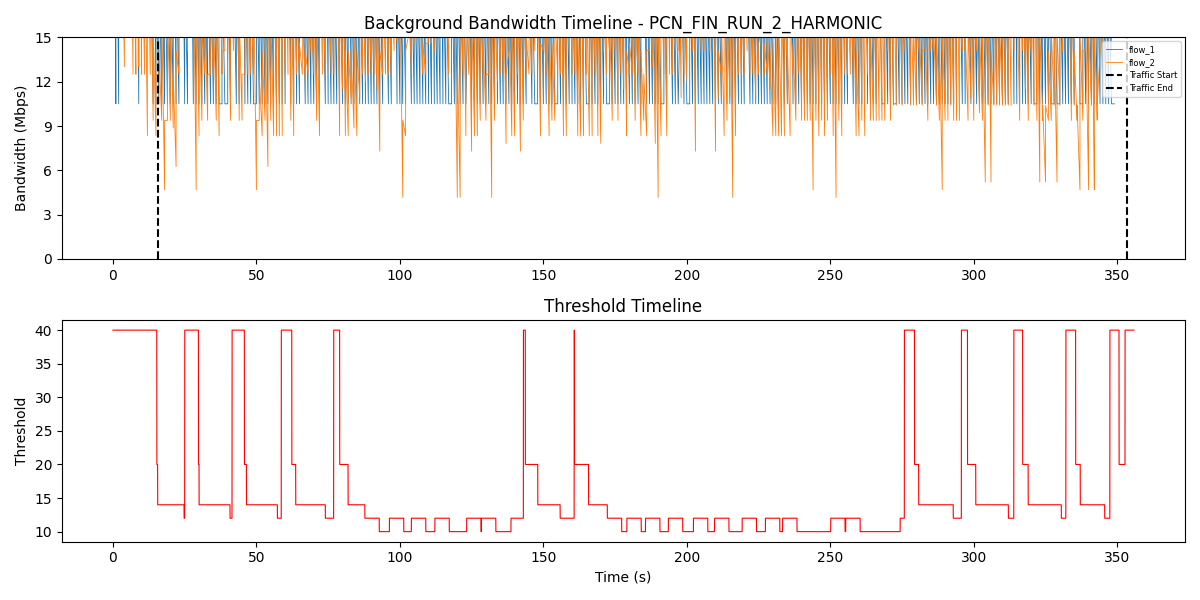 Background Bandwidth Timeline - PCN_FIN_RUN_2_HARMONIC
Bandwidth (Mbps)
15
12
9
6
3
0
flow_1
flow_2
Traffic Start
Traffic End
0 50 100 150 200 250 300 350
Threshold Timeline
Threshold
40
35
30
25
20
15
10
0 50 100 150 200 250 300 350
Time (s)